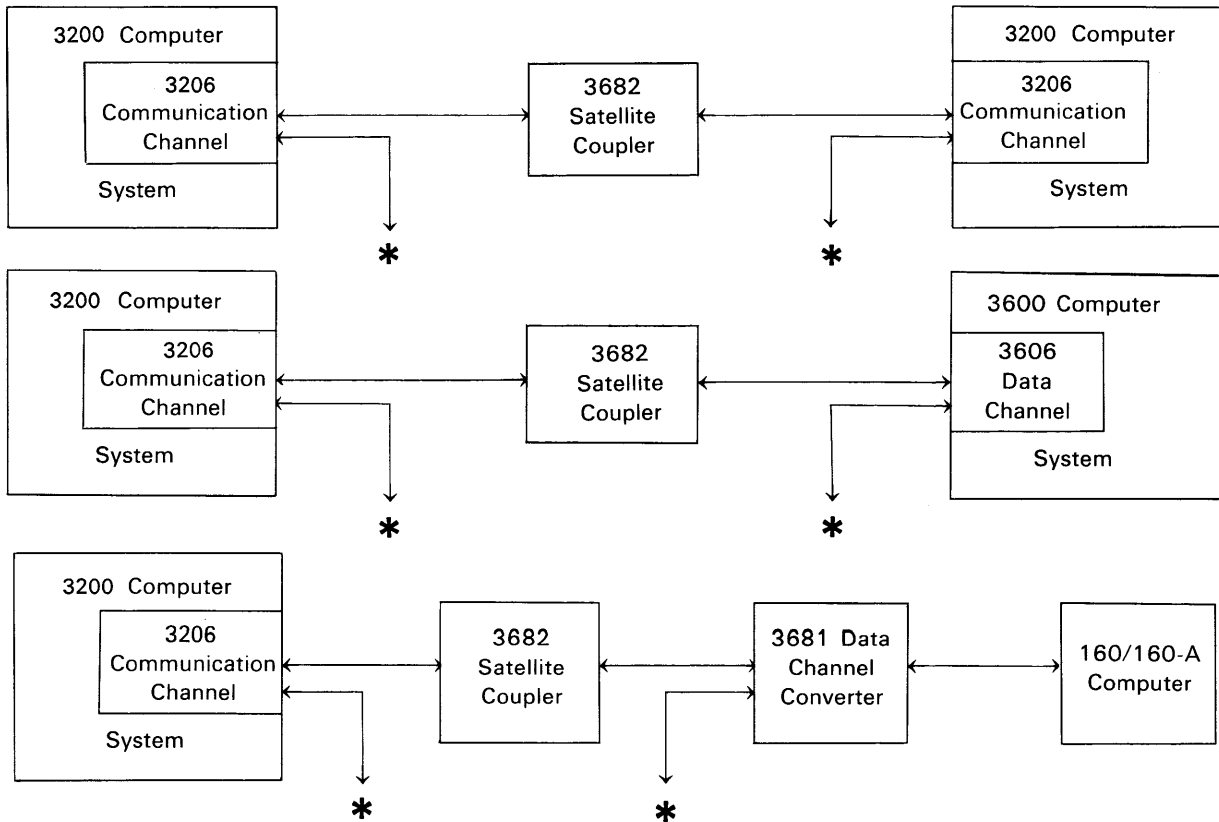 3200 Computer
3206
Communication
Channel
System
3682
Satellite
Coupler
3200 Computer
3206
Communication
Channel
System
*
*
3200 Computer
3206
Communication
Channel
System
3682
Satellite
Coupler
3600 Computer
3606
Data
Channel
System
*
*
3200 Computer
3206
Communication
Channel
System
3682
Satellite
Coupler
3681 Data
Channel
Converter
160/160-A
Computer
*
*